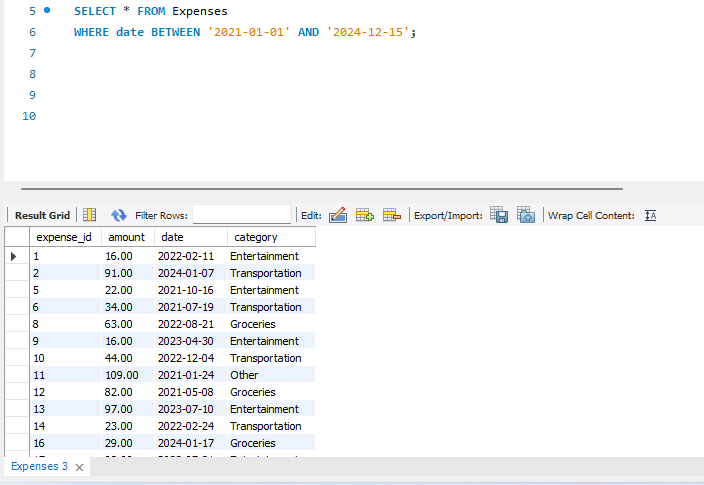 5 SELECT * FROM Expenses
6 WHERE date BETWEEN '2021-01-01' AND '2024-12-15';
7
8
9
10
Result Grid Filter Rows: Edit: Export/Import: Wrap Cell Content:
expense_id amount date category
1 16.00 2022-02-11 Entertainment
2 91.00 2024-01-07 Transportation
5 22.00 2021-10-16 Entertainment
6 34.00 2021-07-19 Transportation
8 63.00 2022-08-21 Groceries
9 16.00 2023-04-30 Entertainment
10 44.00 2022-12-04 Transportation
11 109.00 2021-01-24 Other
12 82.00 2021-05-08 Groceries
13 97.00 2023-07-10 Entertainment
14 23.00 2022-02-24 Transportation
16 29.00 2024-01-17 Groceries
Expenses 3